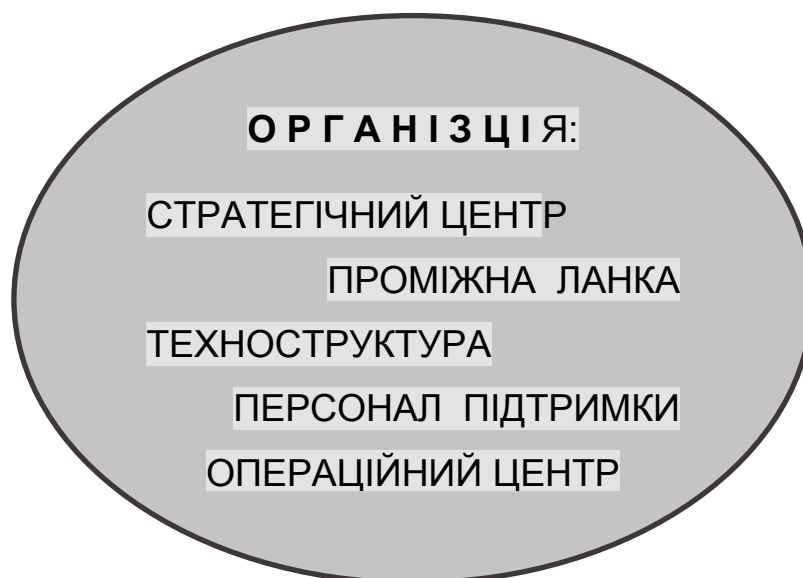 О Р Г А Н І З Ц І Я:
СТРАТЕГІЧНИЙ ЦЕНТР
ПРОМІЖНА ЛАНКА
ТЕХНОСТРУКТУРА
ПЕРСОНАЛ ПІДТРИМКИ
ОПЕРАЦІЙНИЙ ЦЕНТР